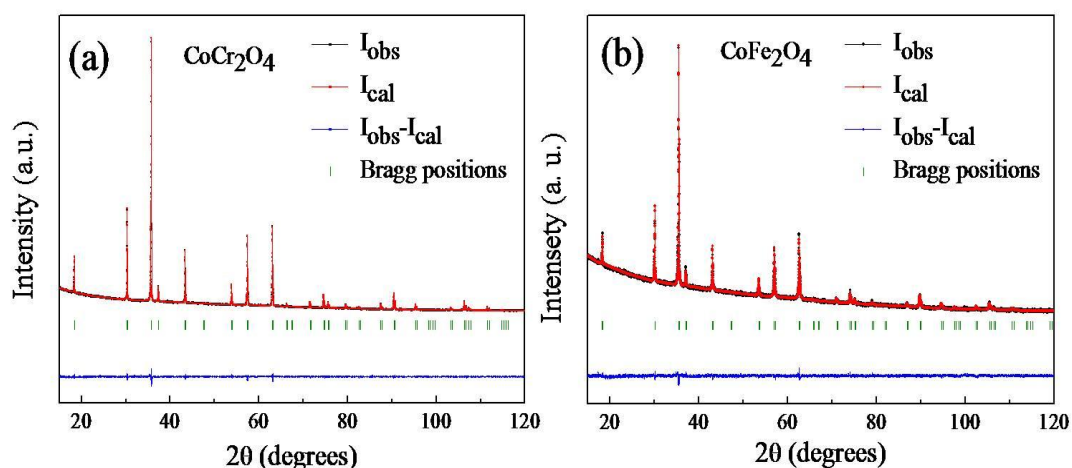 (a)
CoCr2O4
Iobs
Ical
Iobs-Ical
Bragg positions
Intensity (a.u.)
20
40
60
80
100
120
2θ (degrees)
(b)
CoFe2O4
Iobs
Ical
Iobs-Ical
Bragg positions
Intensety (a. u.)
20
40
60
80
100
120
2θ (degrees)